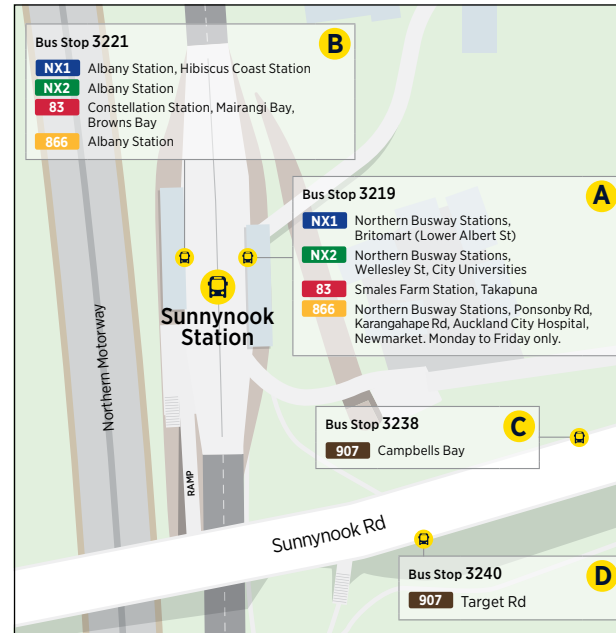 Bus Stop 3221
B
NX1 Albany Station, Hibiscus Coast Station
NX2 Albany Station
83 Constellation Station, Mairangi Bay,
Browns Bay
866 Albany Station
Bus Stop 3219
A
NX1 Northern Busway Stations,
Britomart (Lower Albert St)
NX2 Northern Busway Stations,
Wellesley St, City Universities
83 Smales Farm Station, Takapuna
866 Northern Busway Stations, Ponsonby Rd,
Karangahape Rd, Auckland City Hospital,
Newmarket. Monday to Friday only.
Sunnynook
Station
Northern Motorway
Bus Stop 3238
C
907 Campbells Bay
RAMP
Sunnynook Rd
Bus Stop 3240
D
907 Target Rd